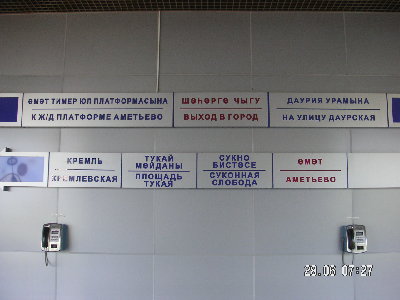 ӘМӘТ ТИМЕР ЮЛ ПЛАТФОРМАСЫНА
К Ж/Д ПЛАТФОРМЕ АМЕТЬЕВО
ШӘҺӘРГӘ ЧЫГУ
ВЫХОД В ГОРОД
ДАУРИЯ УРАМЫНА
НА УЛИЦУ ДАУРСКАЯ
КРЕМЛЬ
КРЕМЛЕВСКАЯ
ТУКАЙ
МӘЙДАНЫ
ПЛОЩАДЬ
ТУКАЯ
СУКНО
БИСТӘСЕ
СУКОННАЯ
СЛОБОДА
ӘМӘТ
АМЕТЬЕВО
29.06 07:27